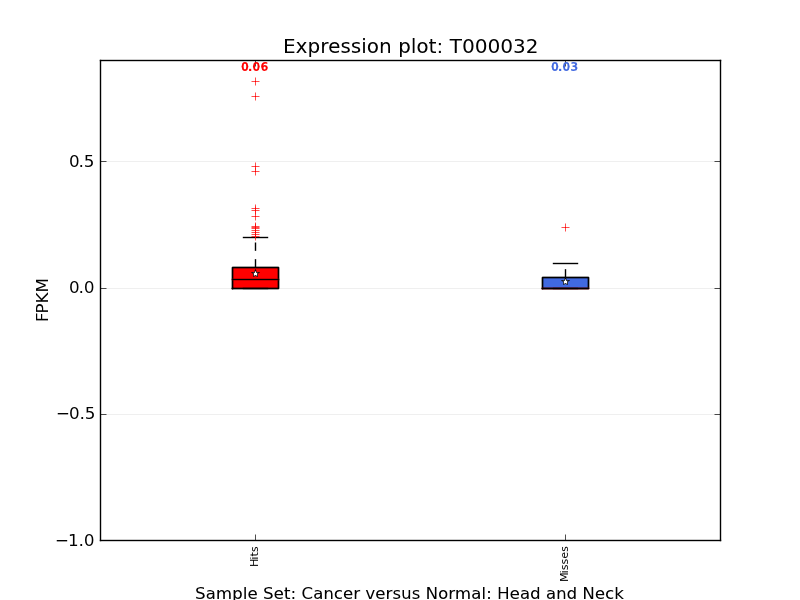 Expression plot: T000032
0.06
0.03
0.5
0.0
−0.5
−1.0
FPKM
Hits
Misses
Sample Set: Cancer versus Normal: Head and Neck